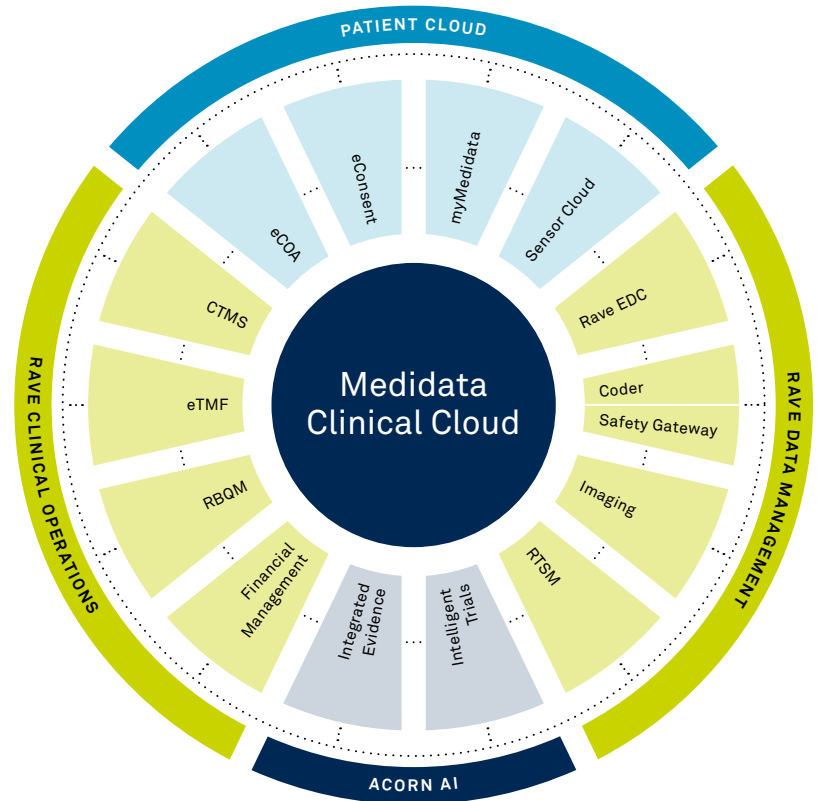 PATIENT CLOUD
eCOA
eConsent
myMedidata
Sensor Cloud
RAVE DATA MANAGEMENT
Rave EDC
Coder
Safety Gateway
Imaging
RTSM
ACORN AI
Intelligent
Trials
Integrated
Evidence
RAVE CLINICAL OPERATIONS
Financial
Management
RBQM
eTMF
CTMS
Medidata
Clinical Cloud